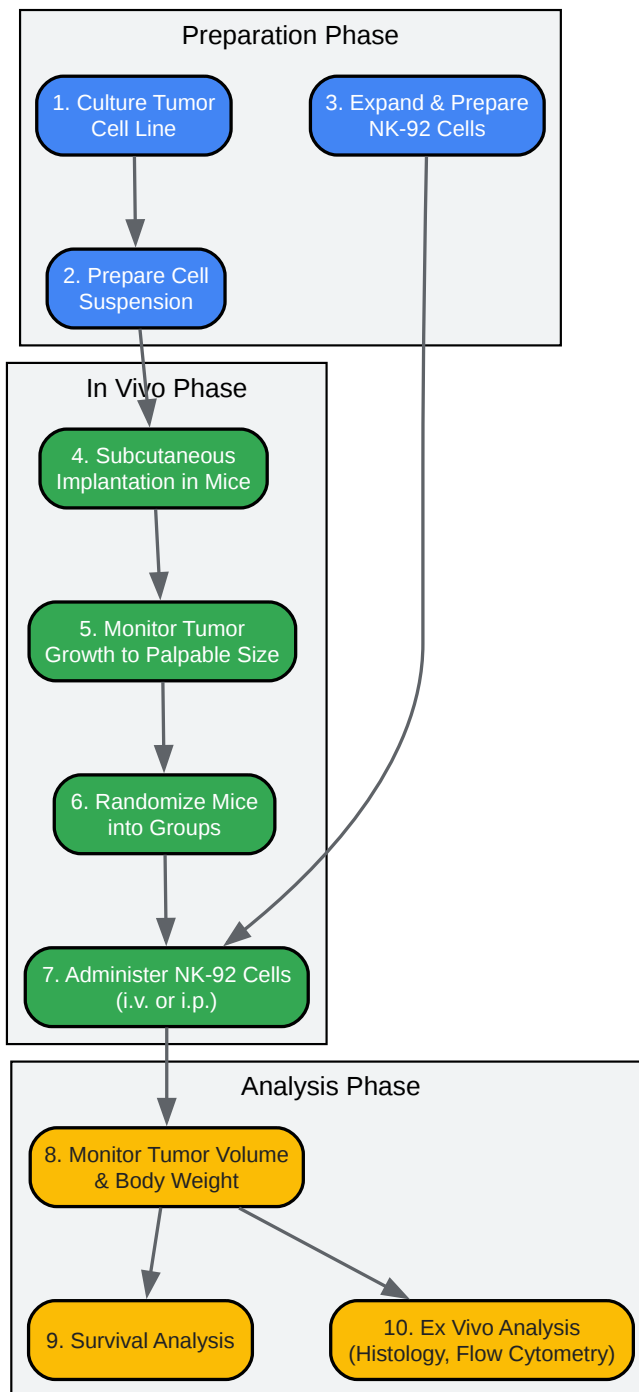 Preparation Phase
1. Culture Tumor
Cell Line
3. Expand & Prepare
NK-92 Cells
2. Prepare Cell
Suspension
In Vivo Phase
4. Subcutaneous
Implantation in Mice
5. Monitor Tumor
Growth to Palpable Size
6. Randomize Mice
into Groups
7. Administer NK-92 Cells
(i.v. or i.p.)
Analysis Phase
8. Monitor Tumor Volume
& Body Weight
9. Survival Analysis
10. Ex Vivo Analysis
(Histology, Flow Cytometry)